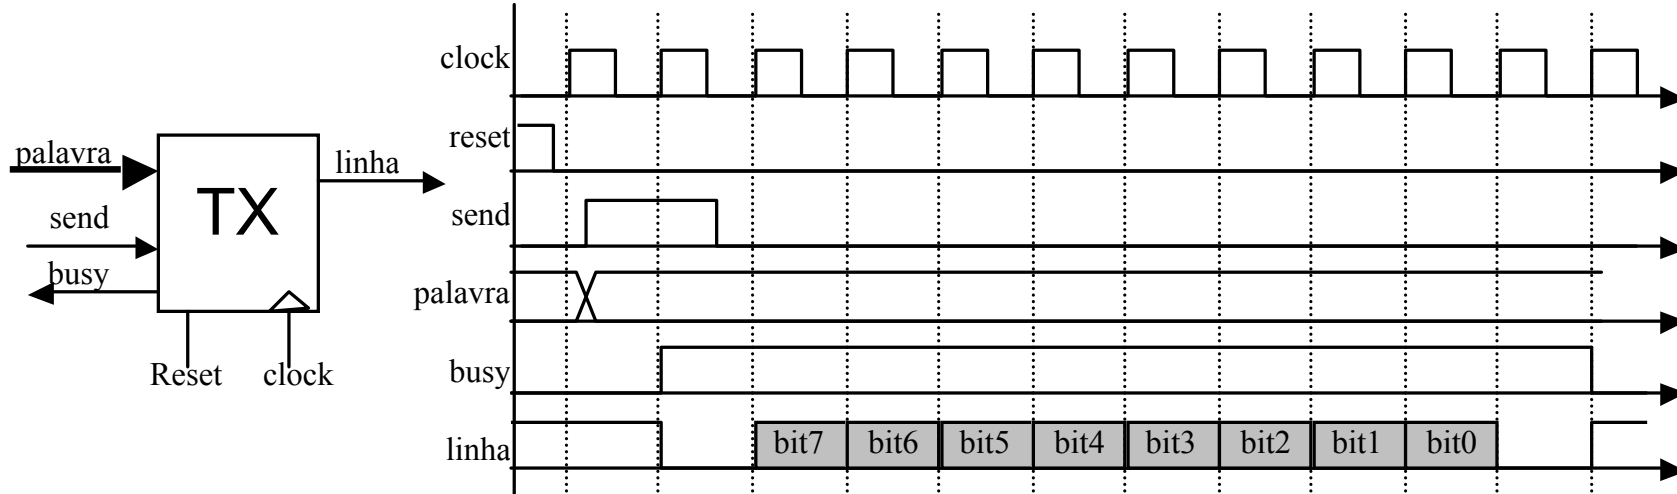 palavra
send
busy
TX
linha
Reset
clock
clock
reset
send
palavra
busy
linha
bit7
bit6
bit5
bit4
bit3
bit2
bit1
bit0